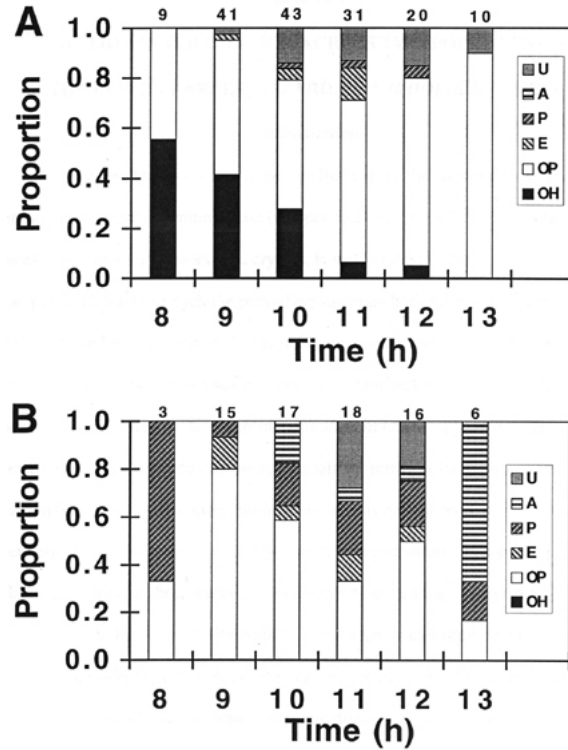 A
9 41 43 31 20 10
1.0
0.8
0.6
0.4
0.2
0.0
Proportion
U
A
P
E
OP
OH
8 9 10 11 12 13
Time (h)
B
3 15 17 18 16 6
1.0
0.8
0.6
0.4
0.2
0.0
Proportion
U
A
P
E
OP
OH
8 9 10 11 12 13
Time (h)